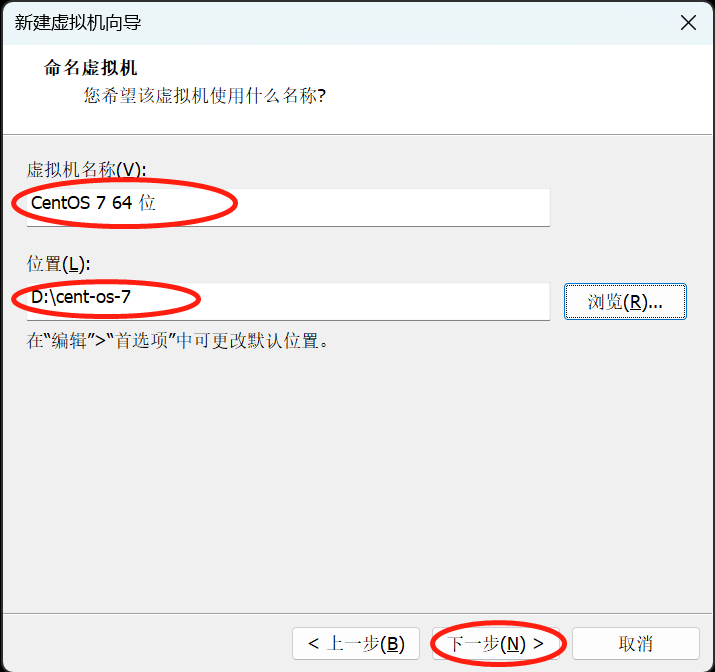 新建虚拟机向导
命名虚拟机
您希望该虚拟机使用什么名称?
虚拟机名称(V):
CentOS 7 64 位
位置(L):
D:\cent-os-7
浏览(R)...
在“编辑”>“首选项”中可更改默认位置。
< 上一步(B)
下一步(N) >
取消